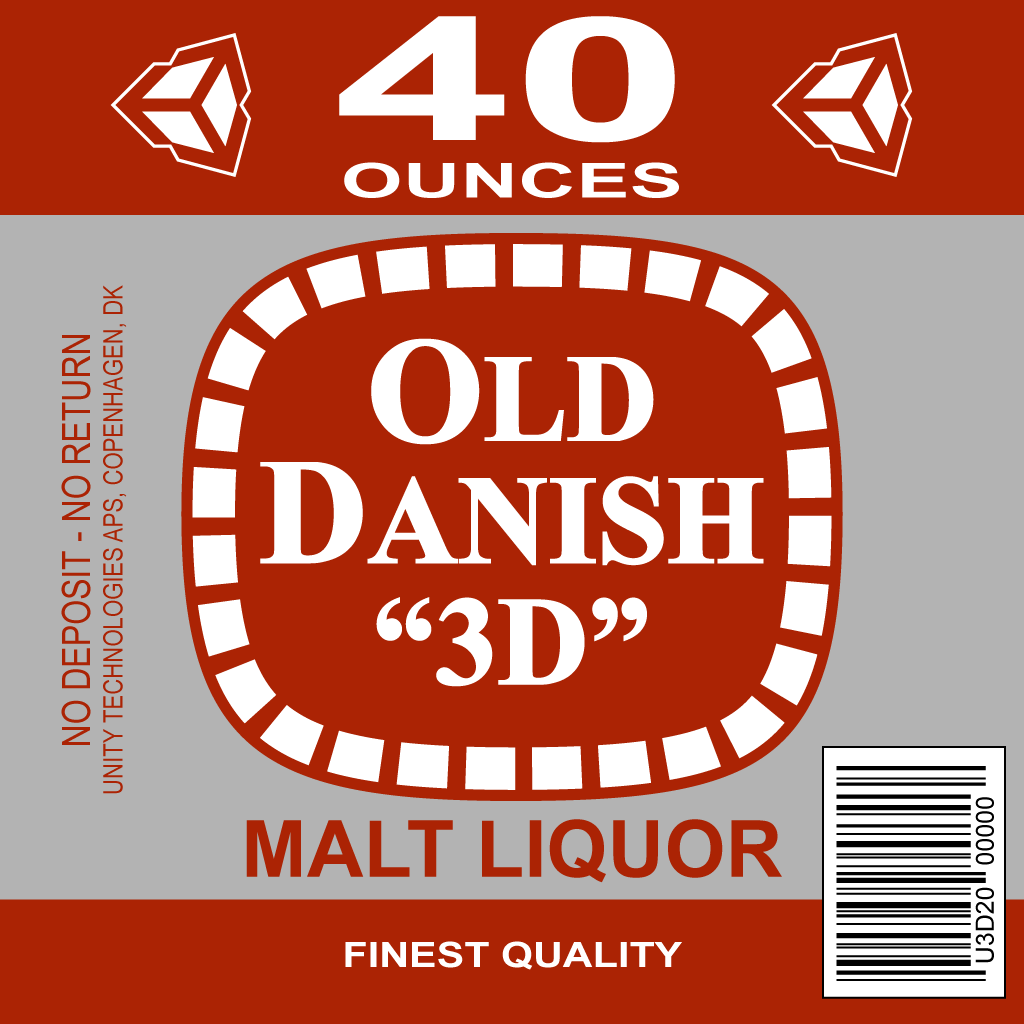 40
OUNCES
NO DEPOSIT - NO RETURN
UNITY TECHNOLOGIES APS, COPENHAGEN, DK
OLD
DANISH
“3D”
MALT LIQUOR
U3D20 00000
FINEST QUALITY